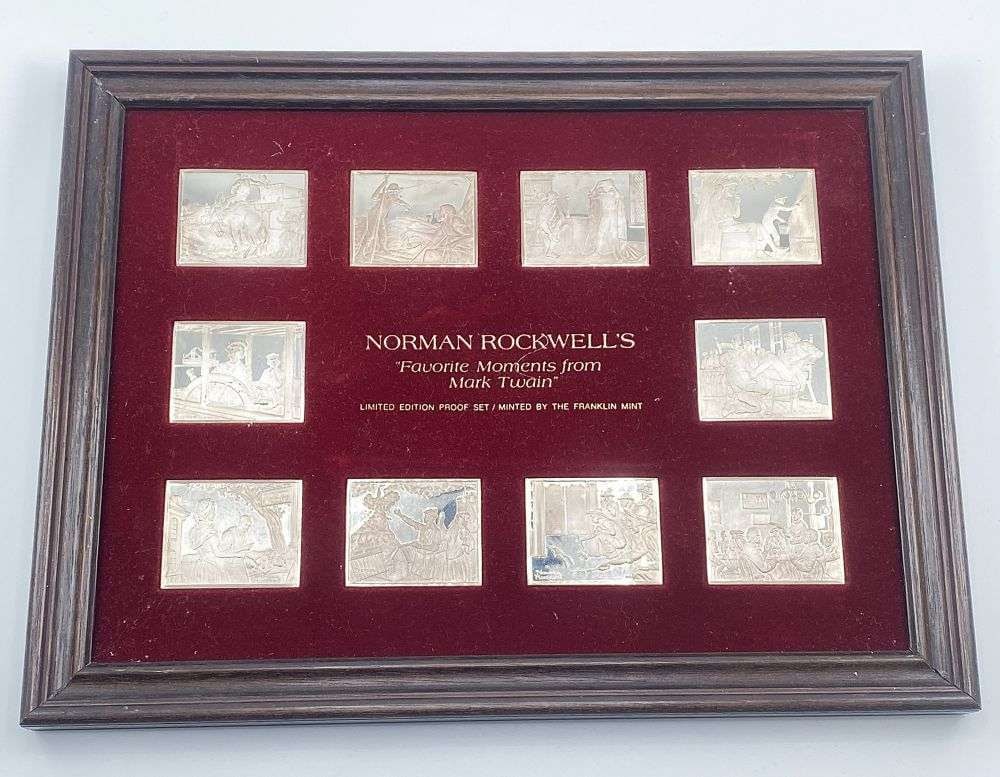 NORMAN ROCKWELL'S
"Favorite Moments from
Mark Twain"
LIMITED EDITION PROOF SET / MINTED BY THE FRANKLIN MINT